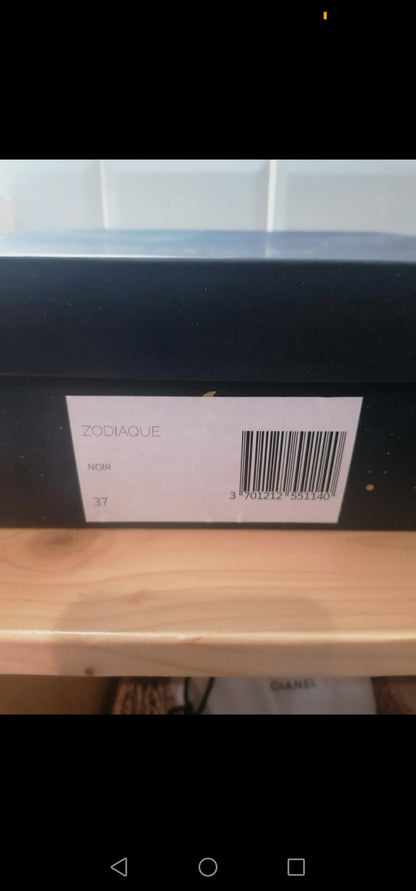 ZODIAQUE
NOIR
37
3 701212 551140
CHANEL